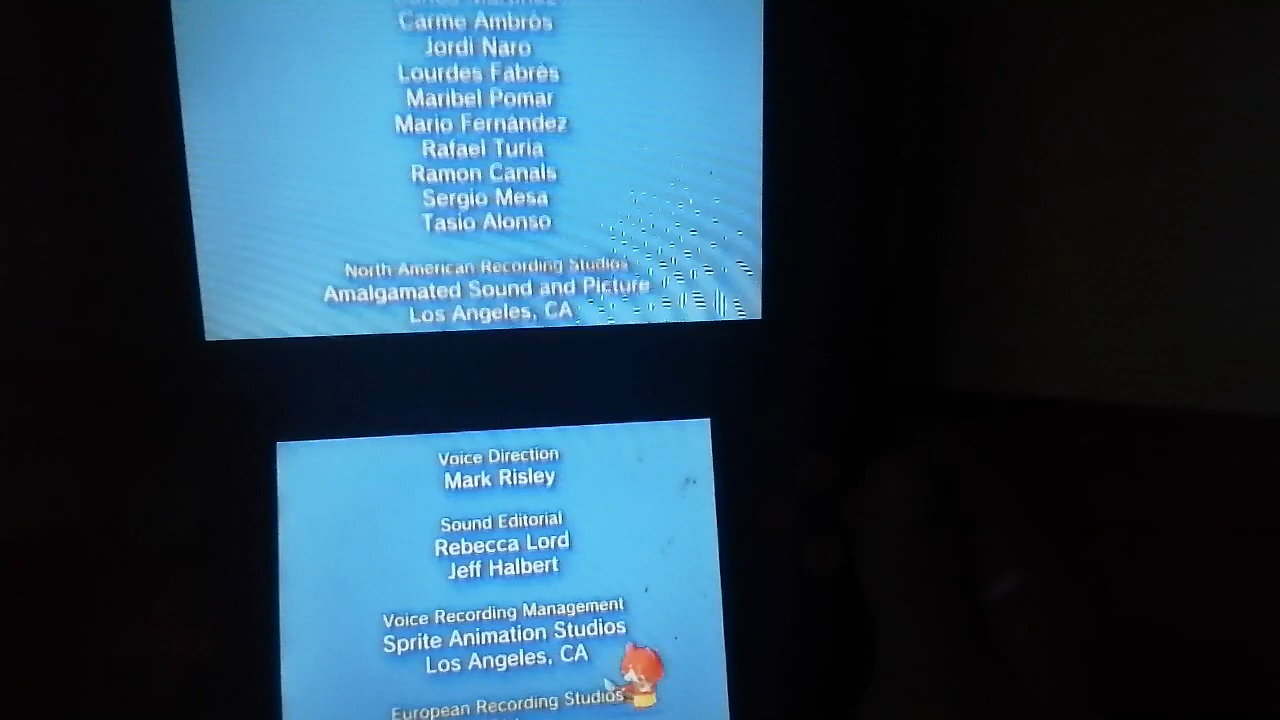 Carme Ambrós
Jordi Naro
Lourdes Fabrés
Maribel Pomar
Mario Fernández
Rafael Turia
Ramon Canals
Sergio Mesa
Tasio Alonso
North American Recording Studios
Amalgamated Sound and Picture
Los Angeles, CA
Voice Direction
Mark Risley
Sound Editorial
Rebecca Lord
Jeff Halbert
Voice Recording Management
Sprite Animation Studios
Los Angeles, CA
European Recording Studios